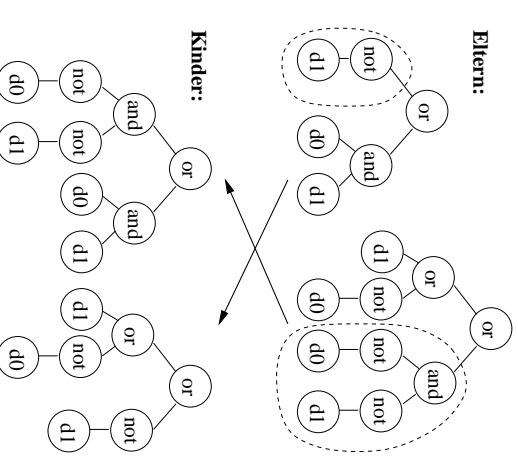 Eltern:
or
or or and
not and d1 not not not
d1 d0 d1 d0 d0 d1
Kinder:
or or
and and or not
not not d0 d1 d1 not d1
d0 d1 d0